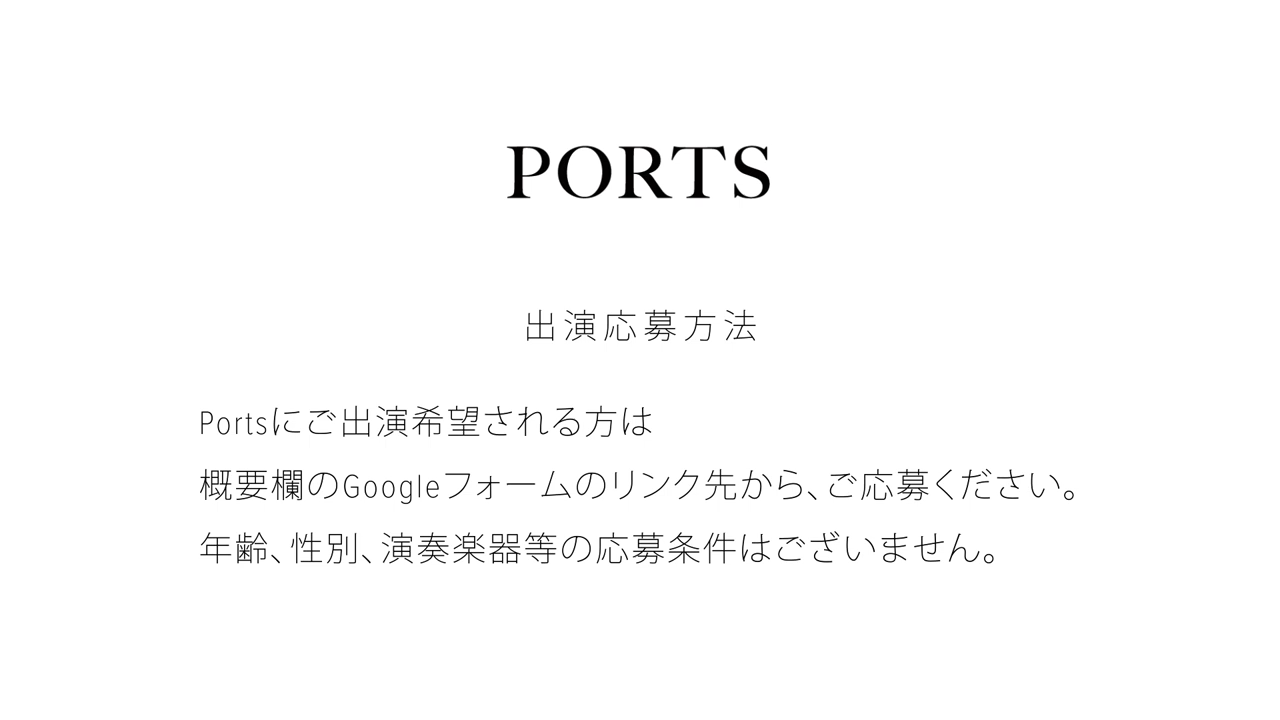 PORTS
出演応募方法
Portsにご出演希望される方は
概要欄のGoogleフォームのリンク先から、ご応募ください。
年齢、性別、演奏楽器等の応募条件はございません。